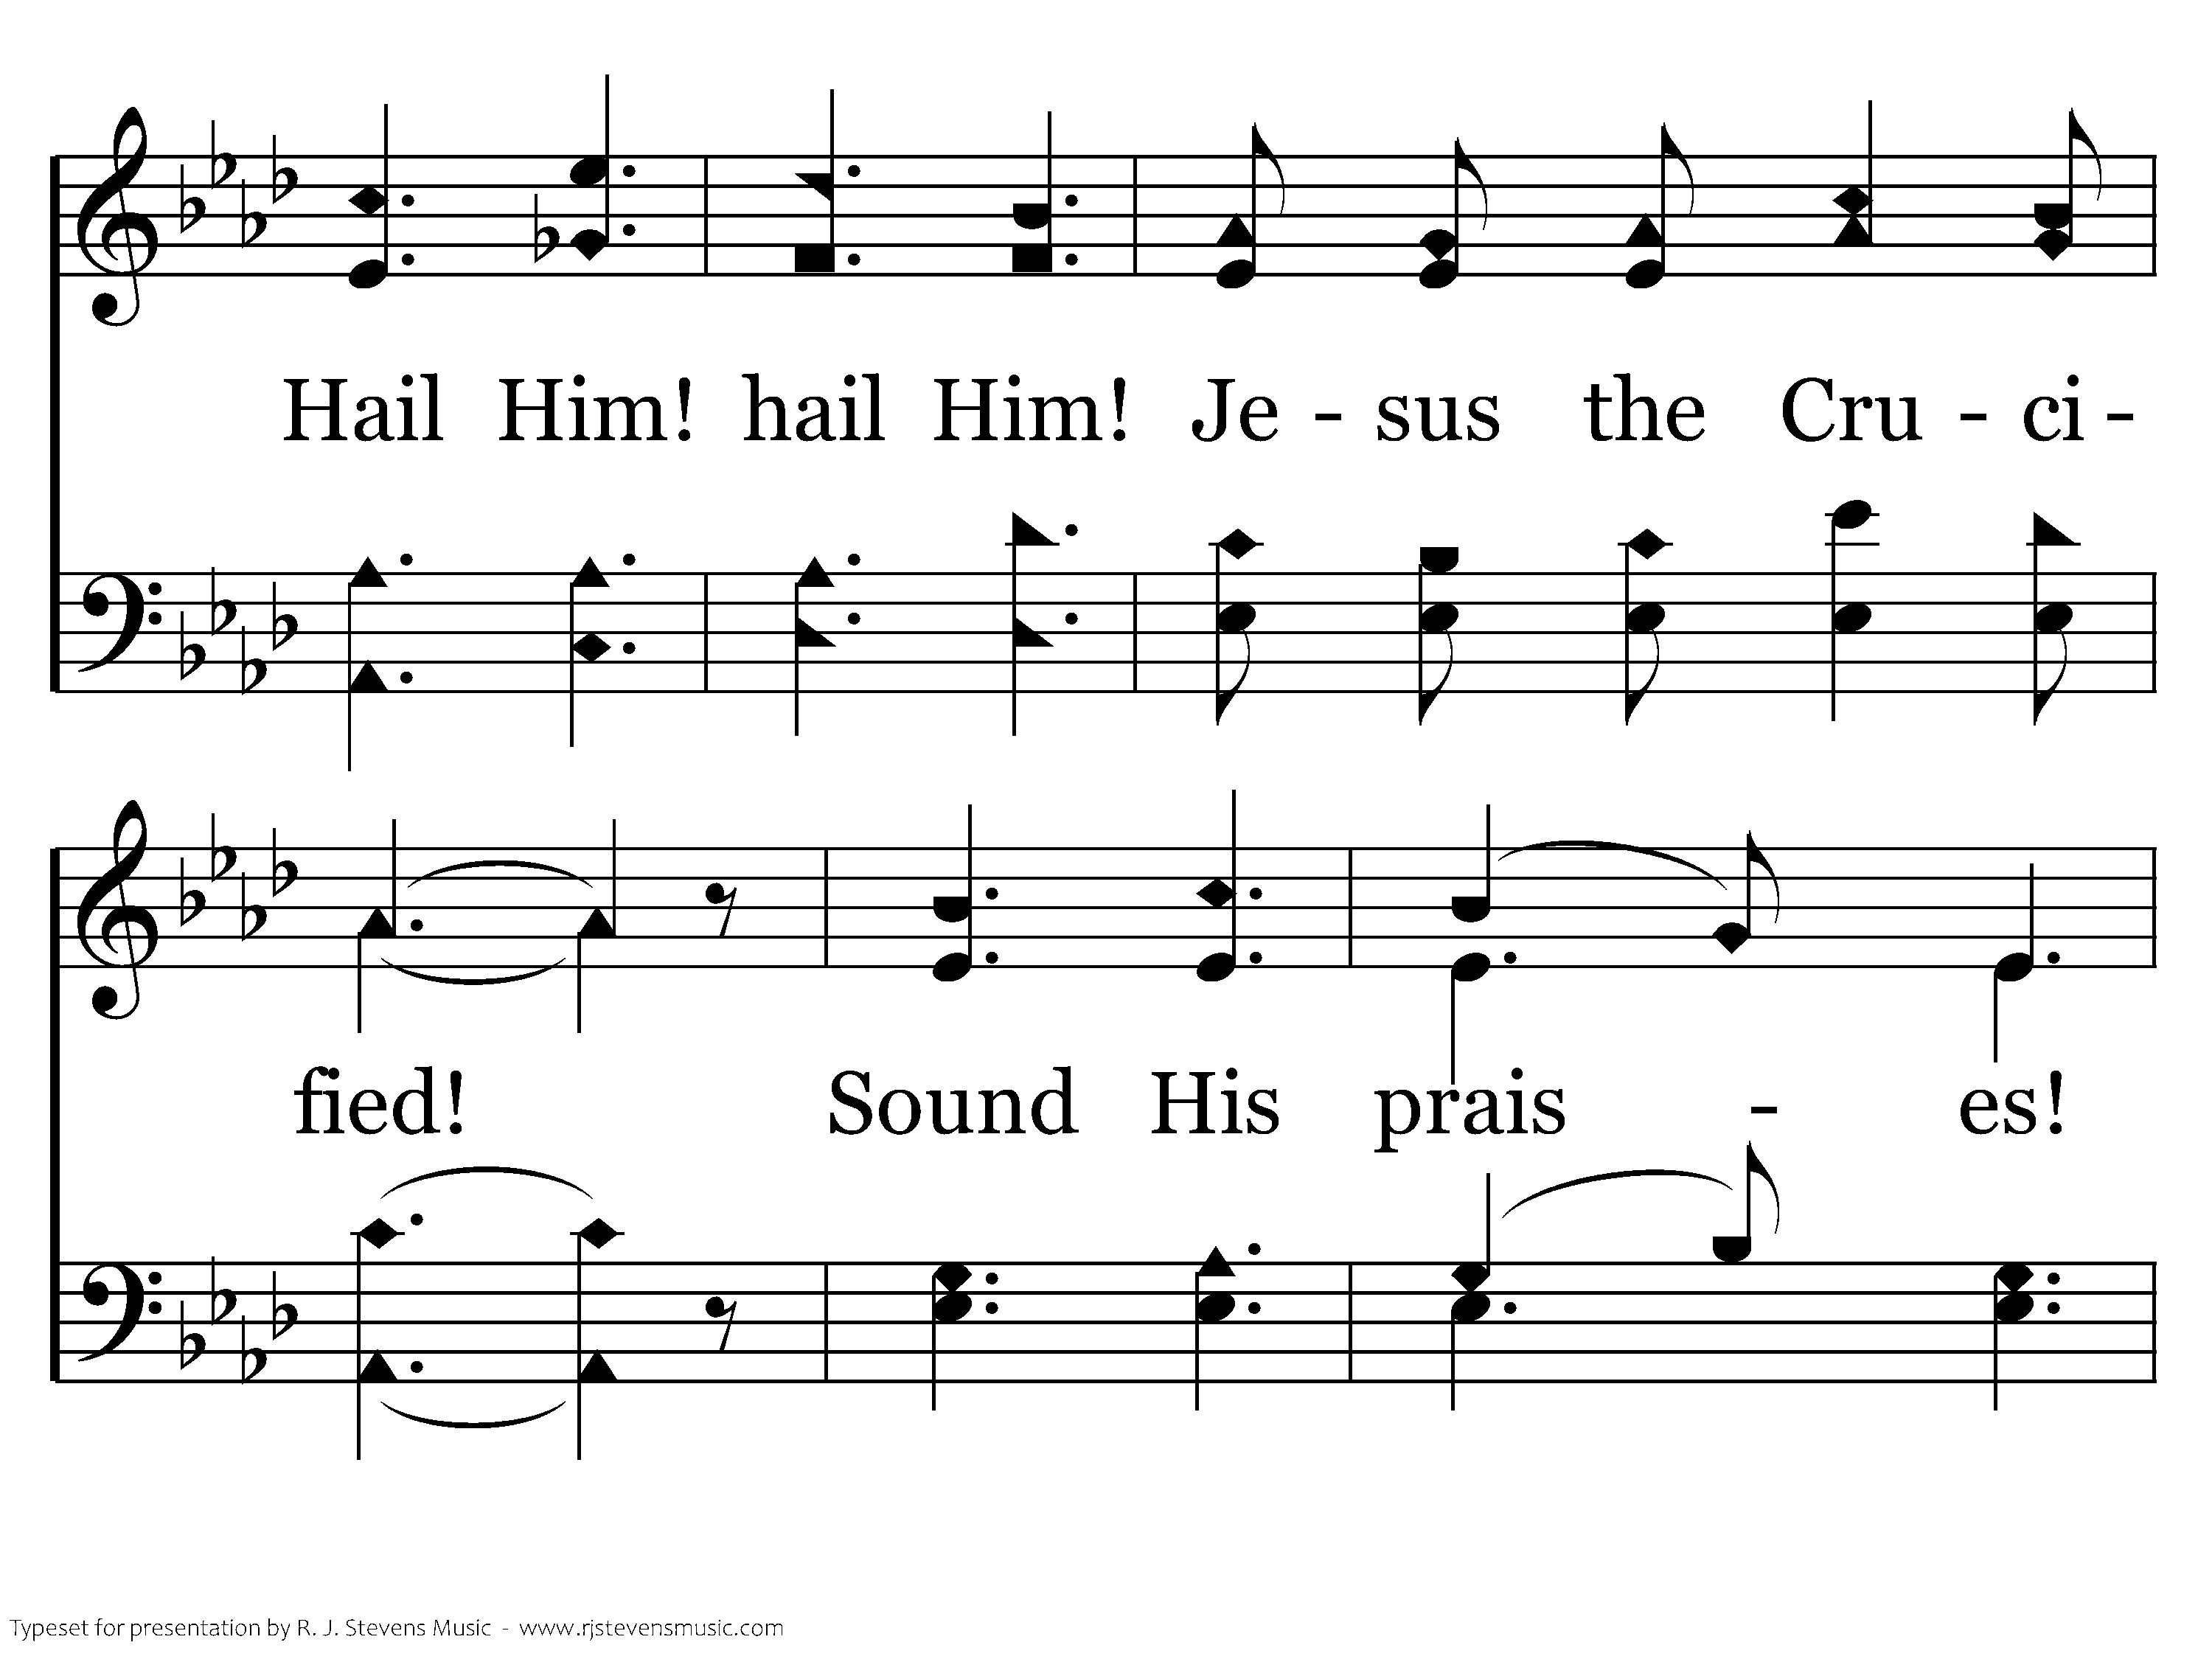 Hail Him! hail Him! Je - sus the Cru - ci -
fied! Sound His prais - es!
Typeset for presentation by R. J. Stevens Music - www.rjstevensmusic.com